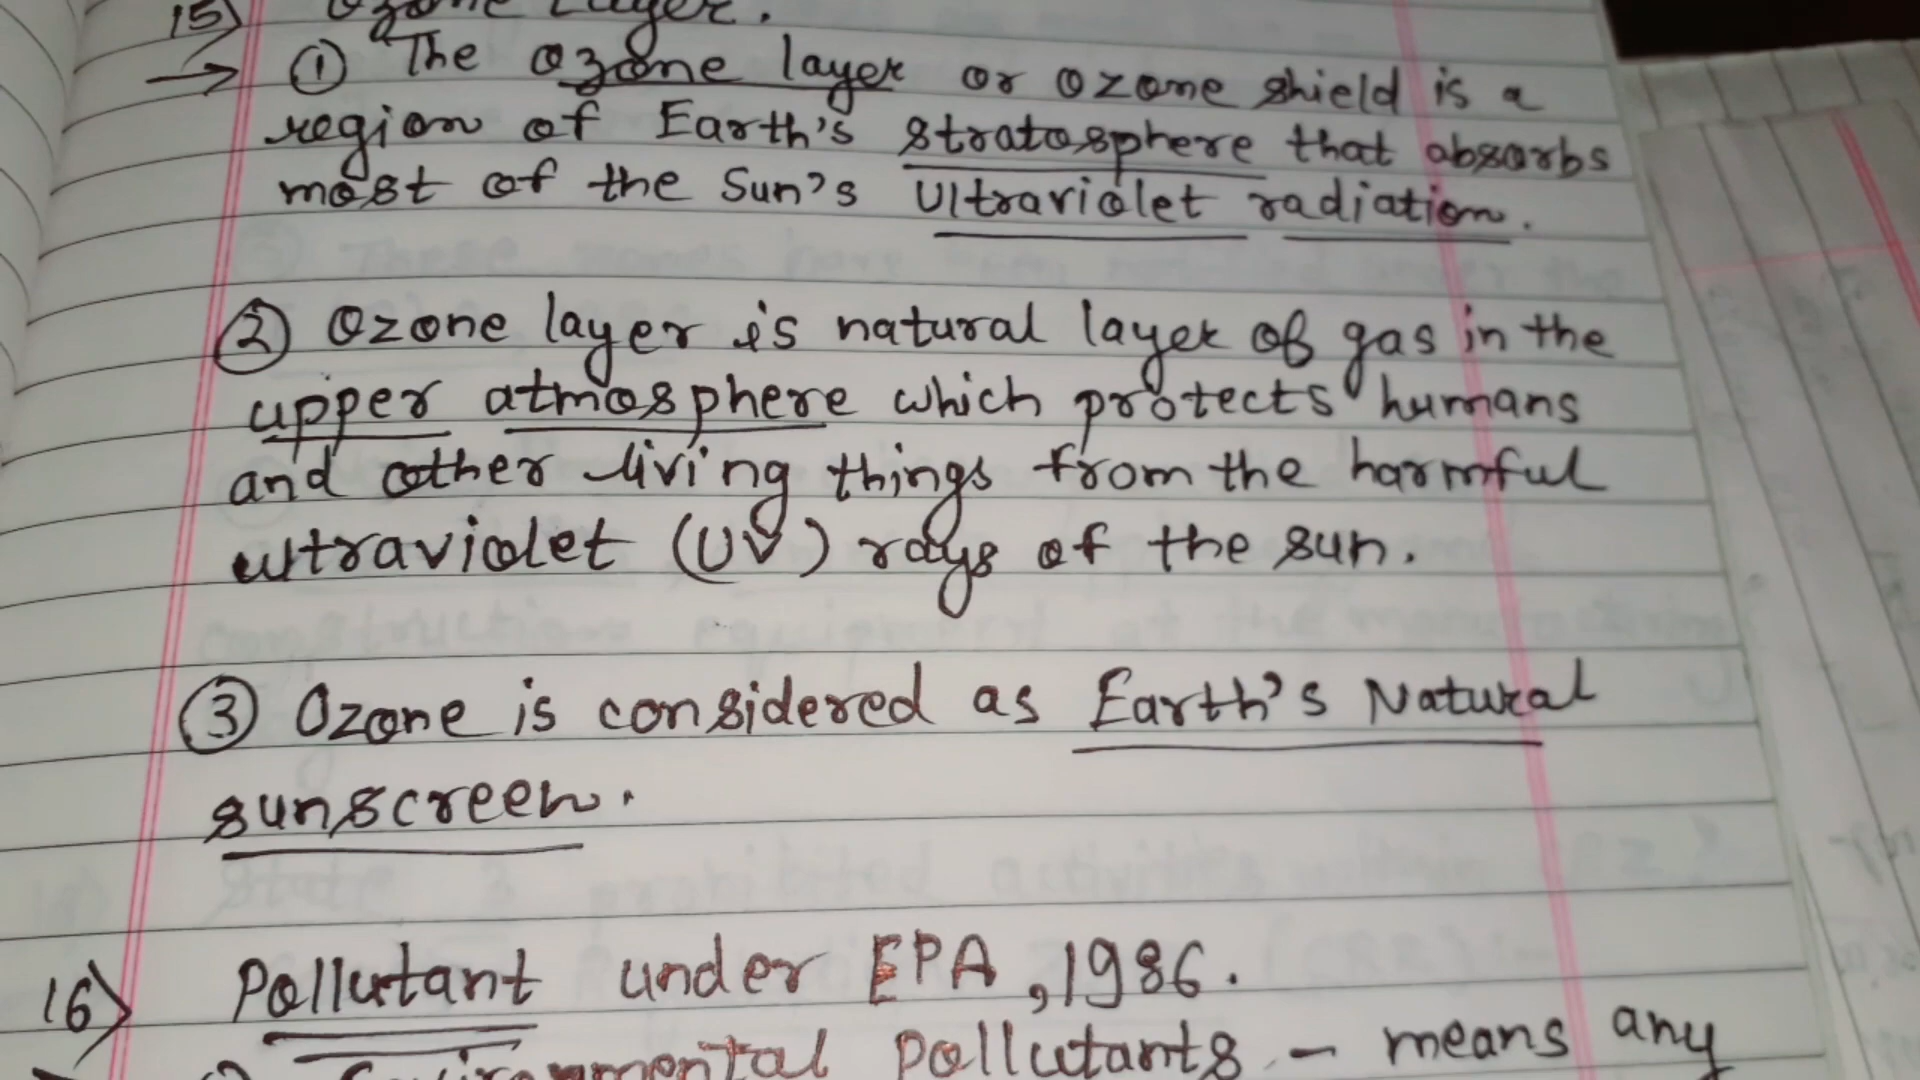 15) Ozone Layer.
→ ① The ozone layer or ozone shield is a
region of Earth's stratosphere that absorbs
most of the Sun's Ultraviolet radiation.
② Ozone layer is natural layer of gas in the
upper atmosphere which protects humans
and other living things from the harmful
ultraviolet (UV) rays of the sun.
③ Ozone is considered as Earth's Natural
sunscreen.
16) Pollutant under EPA, 1986.
Environmental Pollutants - means any